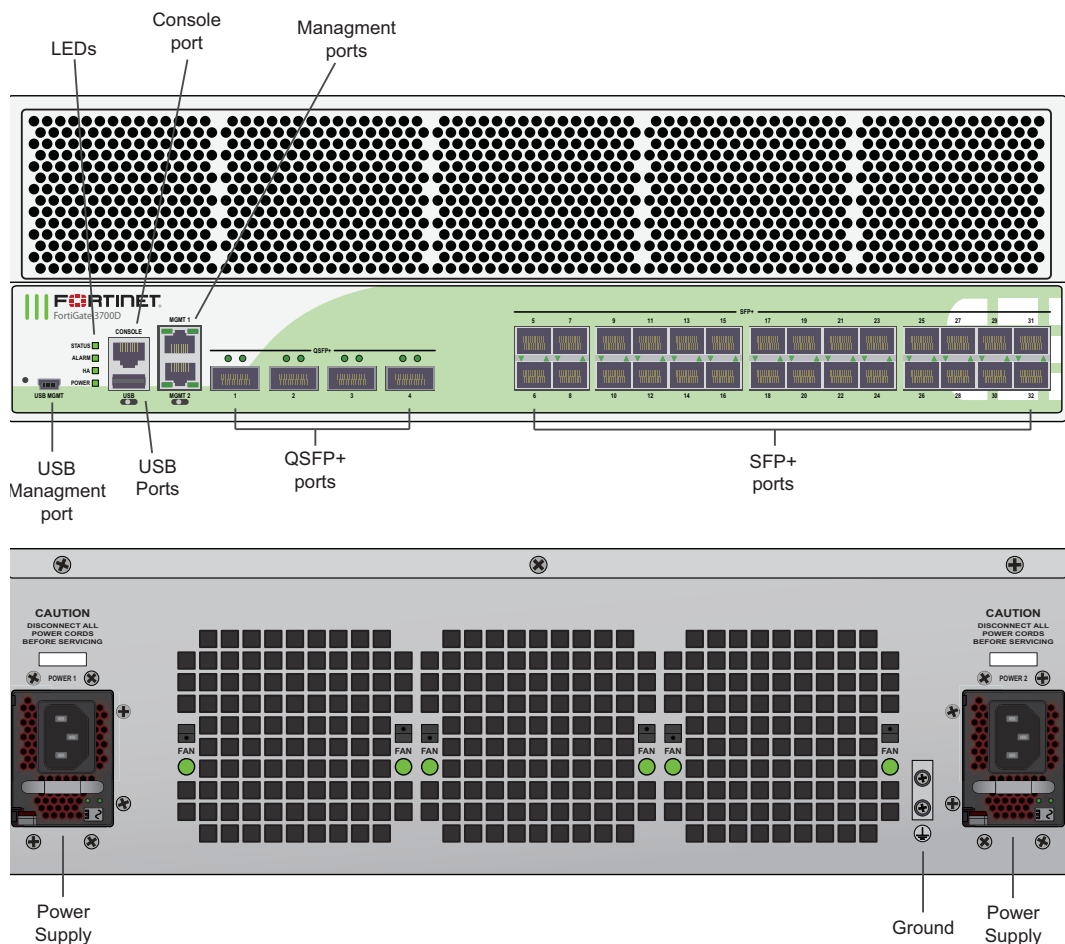 LEDs
Console
port
Managment
ports
FORTINET
FortiGate 3700D
STATUS
ALARM
HA
POWER
USB MGMT
CONSOLE
USB
MGMT 1
MGMT 2
QSFP+
1 2 3 4
SFP+
5 7 9 11 13 15 17 19 21 23 25 27 29 31
6 8 10 12 14 16 18 20 22 24 26 28 30 32
USB
Managment
port
USB
Ports
QSFP+
ports
SFP+
ports
CAUTION
DISCONNECT ALL
POWER CORDS
BEFORE SERVICING
POWER 1
FAN FAN FAN FAN FAN FAN
CAUTION
DISCONNECT ALL
POWER CORDS
BEFORE SERVICING
POWER 2
Power
Supply
Ground
Power
Supply